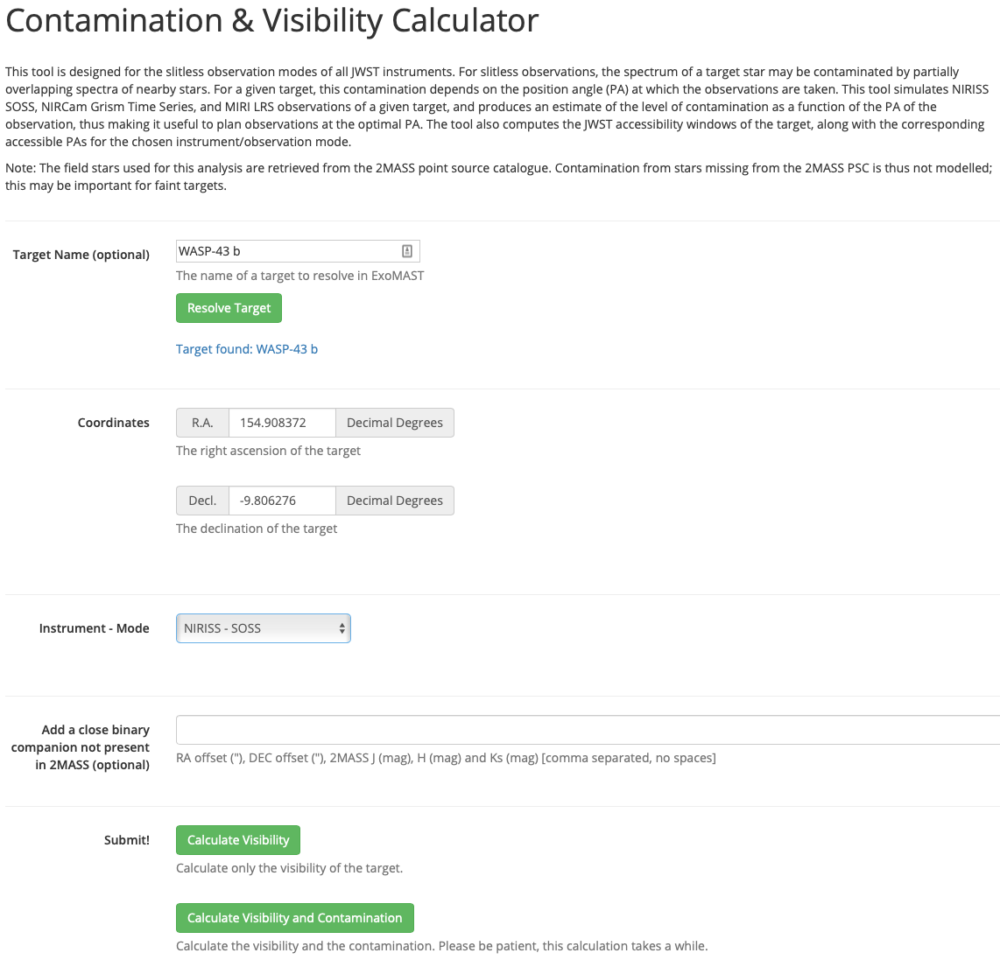 Contamination & Visibility Calculator
This tool is designed for the slitless observation modes of all JWST instruments. For slitless observations, the spectrum of a target star may be contaminated by partially
overlapping spectra of nearby stars. For a given target, this contamination depends on the position angle (PA) at which the observations are taken. This tool simulates NIRISS
SOSS, NIRCam Grism Time Series, and MIRI LRS observations of a given target, and produces an estimate of the level of contamination as a function of the PA of the
observation, thus making it useful to plan observations at the optimal PA. The tool also computes the JWST accessibility windows of the target, along with the corresponding
accessible PAs for the chosen instrument/observation mode.
Note: The field stars used for this analysis are retrieved from the 2MASS point source catalogue. Contamination from stars missing from the 2MASS PSC is thus not modelled;
this may be important for faint targets.
Target Name (optional)
WASP-43 b
The name of a target to resolve in ExoMAST
Resolve Target
Target found: WASP-43 b
Coordinates
R.A. 154.908372 Decimal Degrees
The right ascension of the target
Decl. -9.806276 Decimal Degrees
The declination of the target
Instrument - Mode
NIRISS - SOSS
Add a close binary
companion not present
in 2MASS (optional)
RA offset ("), DEC offset ("), 2MASS J (mag), H (mag) and Ks (mag) [comma separated, no spaces]
Submit!
Calculate Visibility
Calculate only the visibility of the target.
Calculate Visibility and Contamination
Calculate the visibility and the contamination. Please be patient, this calculation takes a while.